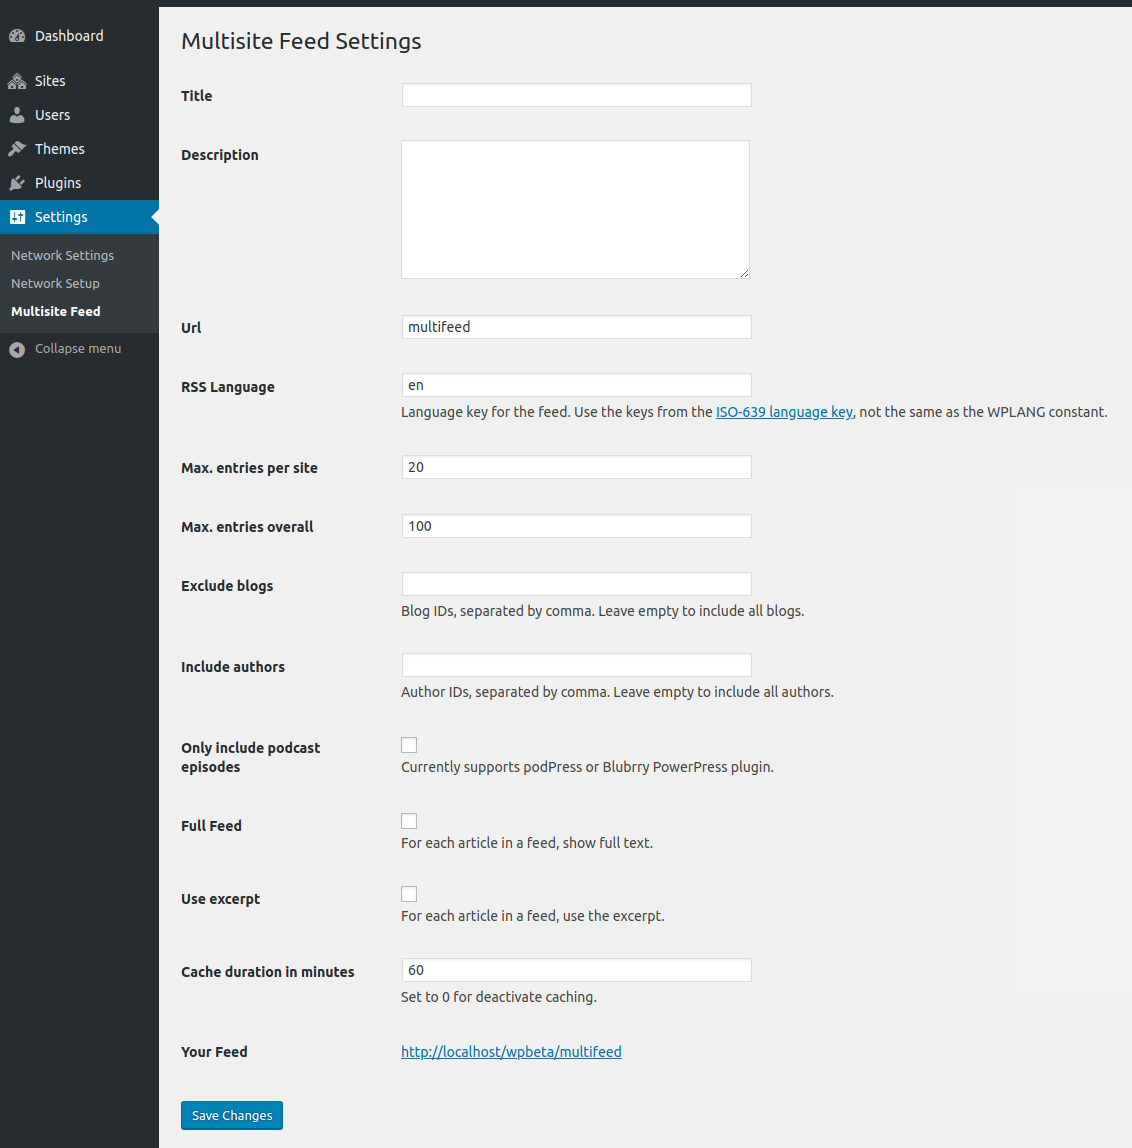 Dashboard
Sites
Users
Themes
Plugins
Settings
Network Settings
Network Setup
Multisite Feed
Collapse menu
Multisite Feed Settings
Title
Description
Url
multifeed
RSS Language
en
Language key for the feed. Use the keys from the ISO-639 language key, not the same as the WPLANG constant.
Max. entries per site
20
Max. entries overall
100
Exclude blogs
Blog IDs, separated by comma. Leave empty to include all blogs.
Include authors
Author IDs, separated by comma. Leave empty to include all authors.
Only include podcast
episodes
Currently supports podPress or Blubrry PowerPress plugin.
Full Feed
For each article in a feed, show full text.
Use excerpt
For each article in a feed, use the excerpt.
Cache duration in minutes
60
Set to 0 for deactivate caching.
Your Feed
http://localhost/wpbeta/multifeed
Save Changes